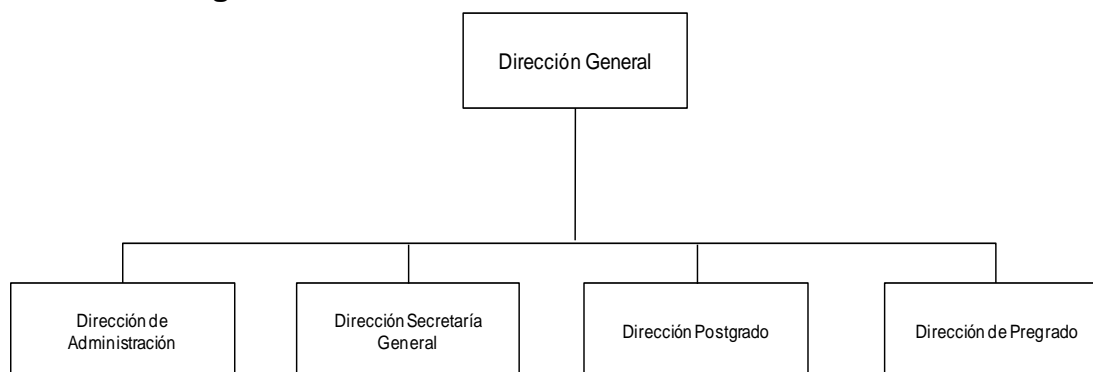 Dirección General
Dirección de
Administración
Dirección Secretaría
General
Dirección Postgrado
Dirección de Pregrado